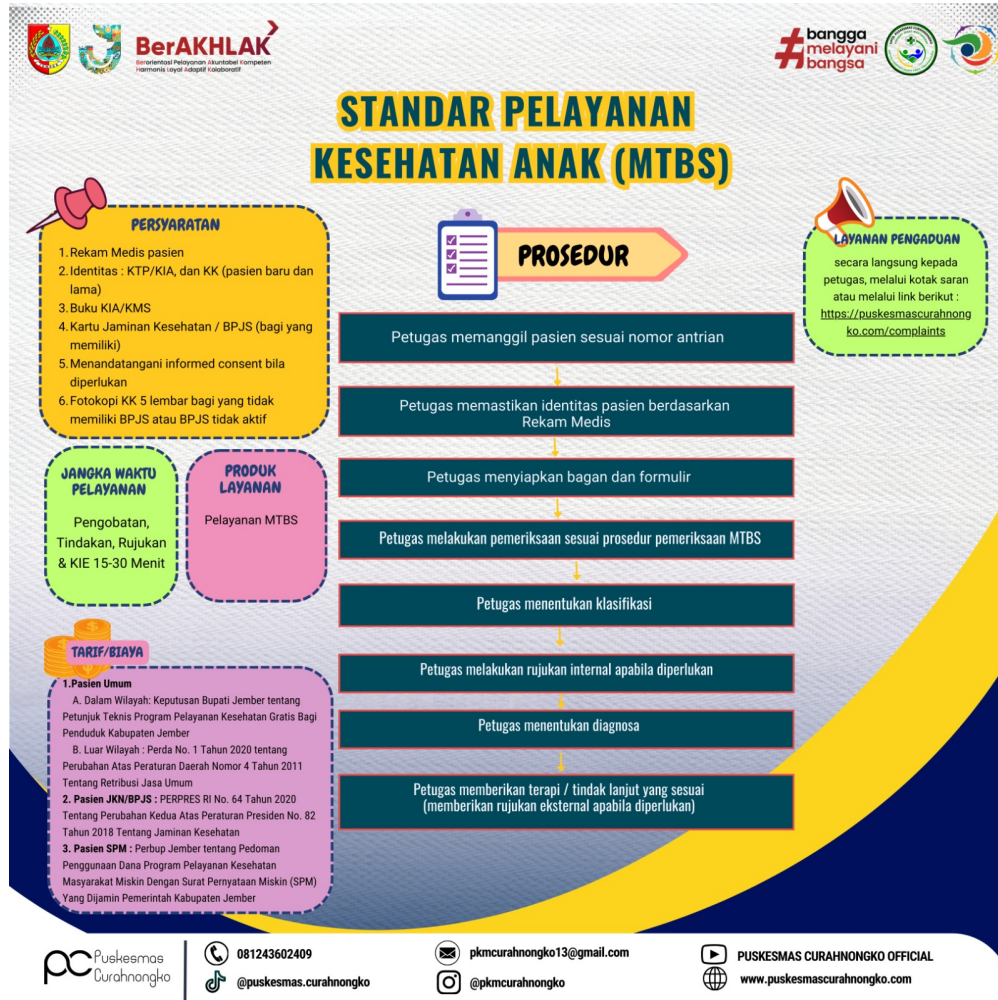 BerAKHLAK
Berorientasi Pelayanan Akuntabel Kompeten
Harmonis Loyal Adaptif Kolaboratif
#bangga
melayani
bangsa
STANDAR PELAYANAN
KESEHATAN ANAK (MTBS)
PERSYARATAN
1. Rekam Medis pasien
2. Identitas : KTP/KIA, dan KK (pasien baru dan
lama)
3. Buku KIA/KMS
4. Kartu Jaminan Kesehatan / BPJS (bagi yang
memiliki)
5. Menandatangani informed consent bila
diperlukan
6. Fotokopi KK 5 lembar bagi yang tidak
memiliki BPJS atau BPJS tidak aktif
JANGKA WAKTU
PELAYANAN
Pengobatan,
Tindakan, Rujukan
& KIE 15-30 Menit
PRODUK
LAYANAN
Pelayanan MTBS
TARIF/BIAYA
1.Pasien Umum
A. Dalam Wilayah: Keputusan Bupati Jember tentang
Petunjuk Teknis Program Pelayanan Kesehatan Gratis Bagi
Penduduk Kabupaten Jember
B. Luar Wilayah : Perda No. 1 Tahun 2020 tentang
Perubahan Atas Peraturan Daerah Nomor 4 Tahun 2011
Tentang Retribusi Jasa Umum
2. Pasien JKN/BPJS : PERPRES RI No. 64 Tahun 2020
Tentang Perubahan Kedua Atas Peraturan Presiden No. 82
Tahun 2018 Tentang Jaminan Kesehatan
3. Pasien SPM : Perbup Jember tentang Pedoman
Penggunaan Dana Program Pelayanan Kesehatan
Masyarakat Miskin Dengan Surat Pernyataan Miskin (SPM)
Yang Dijamin Pemerintah Kabupaten Jember
PROSEDUR
Petugas memanggil pasien sesuai nomor antrian
Petugas memastikan identitas pasien berdasarkan
Rekam Medis
Petugas menyiapkan bagan dan formulir
Petugas melakukan pemeriksaan sesuai prosedur pemeriksaan MTBS
Petugas menentukan klasifikasi
Petugas melakukan rujukan internal apabila diperlukan
Petugas menentukan diagnosa
Petugas memberikan terapi / tindak lanjut yang sesuai
(memberikan rujukan eksternal apabila diperlukan)
LAYANAN PENGADUAN
secara langsung kepada
petugas, melalui kotak saran
atau melalui link berikut :
https://puskesmascurahnong
ko.com/complaints
pc Puskesmas
Curahnongko
081243602409
@puskesmas.curahnongko
pkmcurahnongko13@gmail.com
@pkmcurahnongko
PUSKESMAS CURAHNONGKO OFFICIAL
www.puskesmascurahnongko.com